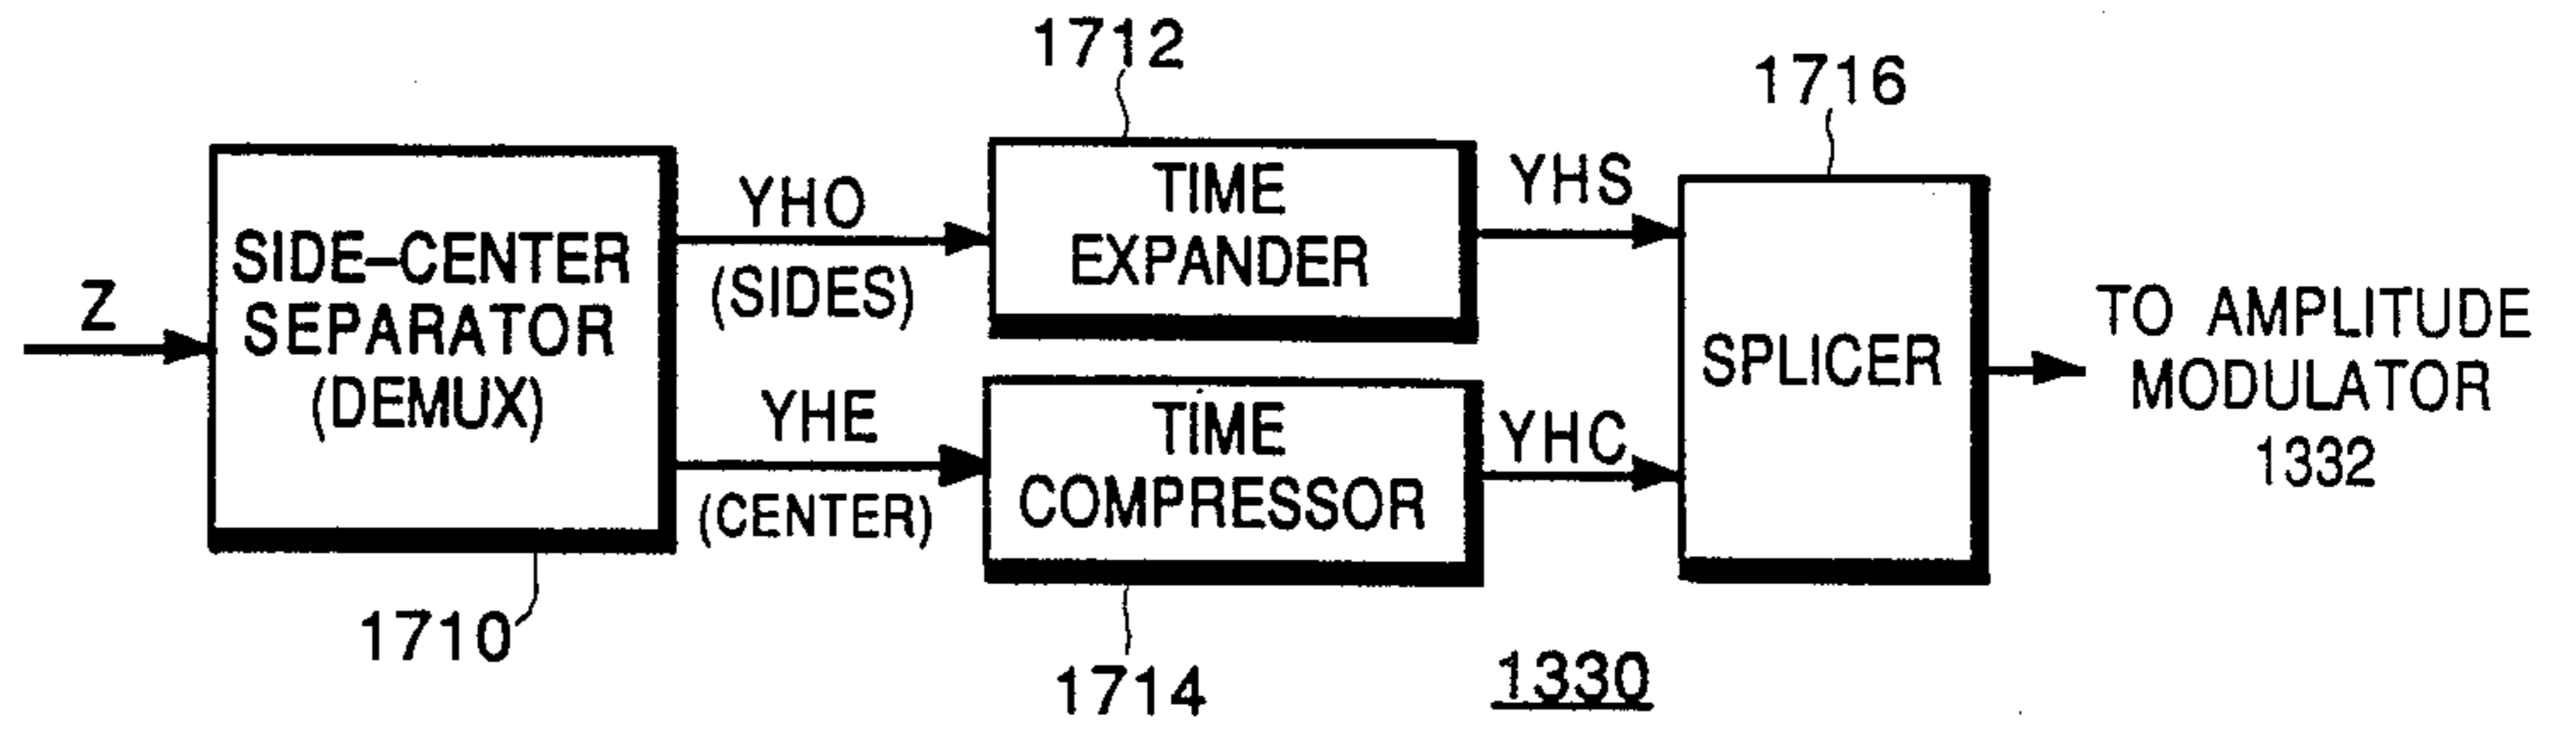 1712
1716
Z
SIDE–CENTER
SEPARATOR
(DEMUX)
YHO
(SIDES)
YHE
(CENTER)
TIME
EXPANDER
TIME
COMPRESSOR
YHS
YHC
SPLICER
TO AMPLITUDE
MODULATOR
1332
1710
1714
1330